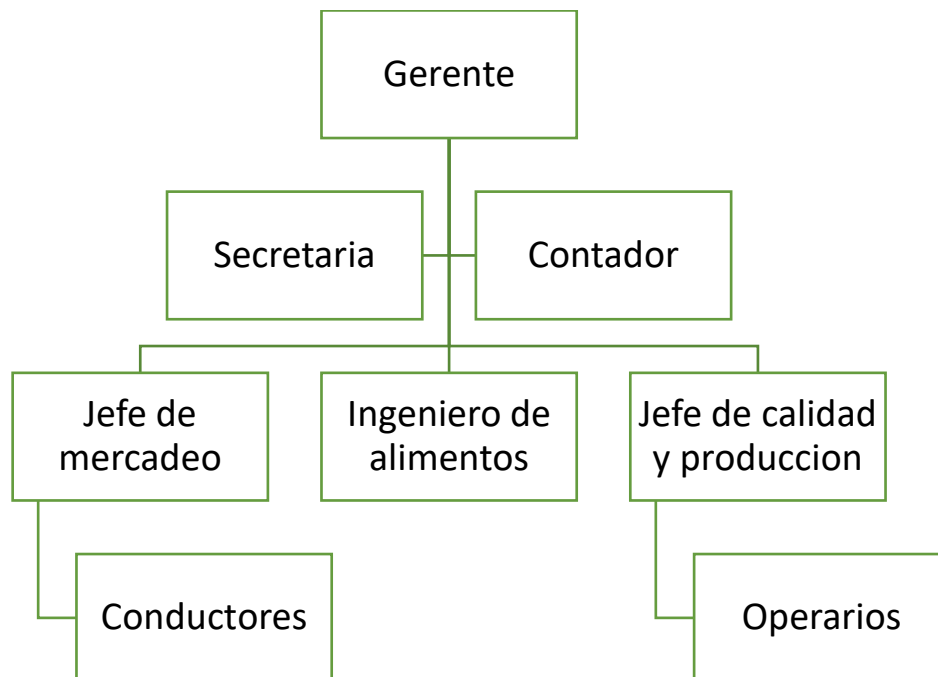 Gerente
Secretaria
Contador
Jefe de
mercadeo
Ingeniero de
alimentos
Jefe de calidad
y produccion
Conductores
Operarios